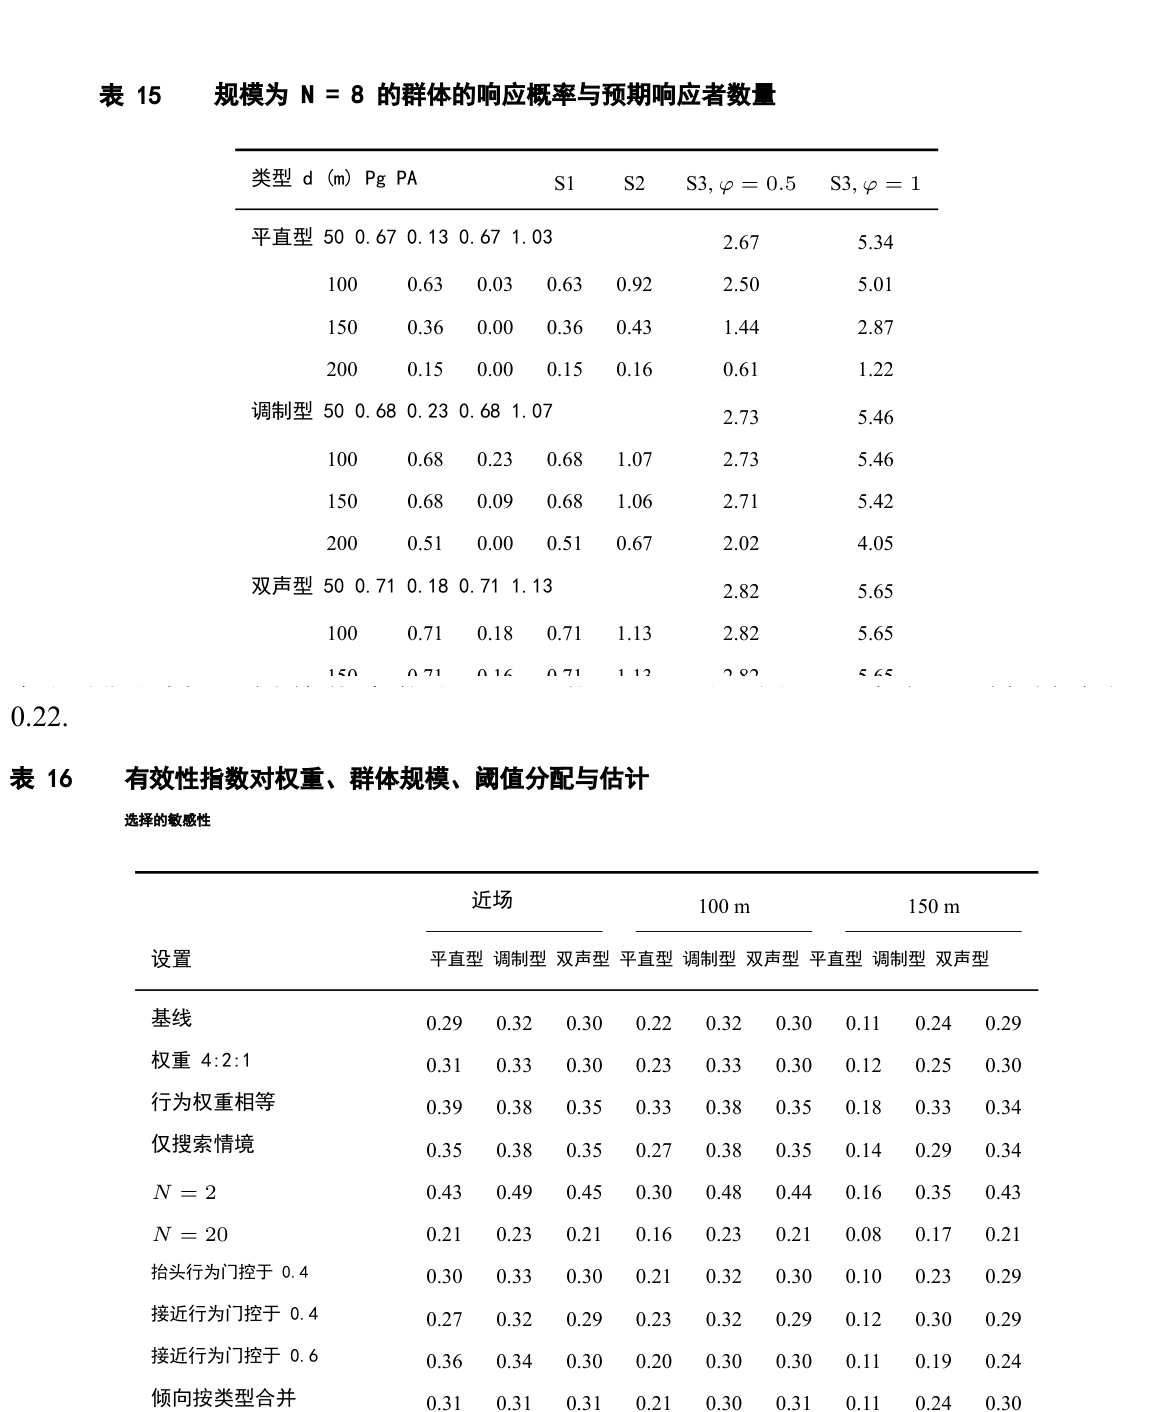 表 15 规模为 N = 8 的群体的响应概率与预期响应者数量
类型 d (m) Pg PA S1 S2 S3, φ = 0.5 S3, φ = 1
平直型 50 0.67 0.13 0.67 1.03 2.67 5.34
100 0.63 0.03 0.63 0.92 2.50 5.01
150 0.36 0.00 0.36 0.43 1.44 2.87
200 0.15 0.00 0.15 0.16 0.61 1.22
调制型 50 0.68 0.23 0.68 1.07 2.73 5.46
100 0.68 0.23 0.68 1.07 2.73 5.46
150 0.68 0.09 0.68 1.06 2.71 5.42
200 0.51 0.00 0.51 0.67 2.02 4.05
双声型 50 0.71 0.18 0.71 1.13 2.82 5.65
100 0.71 0.18 0.71 1.13 2.82 5.65
150 0.71 0.16 0.71 1.13 2.82 5.65
0.22.
表 16 有效性指数对权重、群体规模、阈值分配与估计
选择的敏感性
近场 100 m 150 m
设置 平直型 调制型 双声型 平直型 调制型 双声型 平直型 调制型 双声型
基线 0.29 0.32 0.30 0.22 0.32 0.30 0.11 0.24 0.29
权重 4:2:1 0.31 0.33 0.30 0.23 0.33 0.30 0.12 0.25 0.30
行为权重相等 0.39 0.38 0.35 0.33 0.38 0.35 0.18 0.33 0.34
仅搜索情境 0.35 0.38 0.35 0.27 0.38 0.35 0.14 0.29 0.34
N = 2 0.43 0.49 0.45 0.30 0.48 0.44 0.16 0.35 0.43
N = 20 0.21 0.23 0.21 0.16 0.23 0.21 0.08 0.17 0.21
抬头行为门控于 0.4 0.30 0.33 0.30 0.21 0.32 0.30 0.10 0.23 0.29
接近行为门控于 0.4 0.27 0.32 0.29 0.23 0.32 0.29 0.12 0.30 0.29
接近行为门控于 0.6 0.36 0.34 0.30 0.20 0.30 0.30 0.11 0.19 0.24
倾向按类型合并 0.31 0.31 0.31 0.21 0.30 0.31 0.11 0.24 0.30